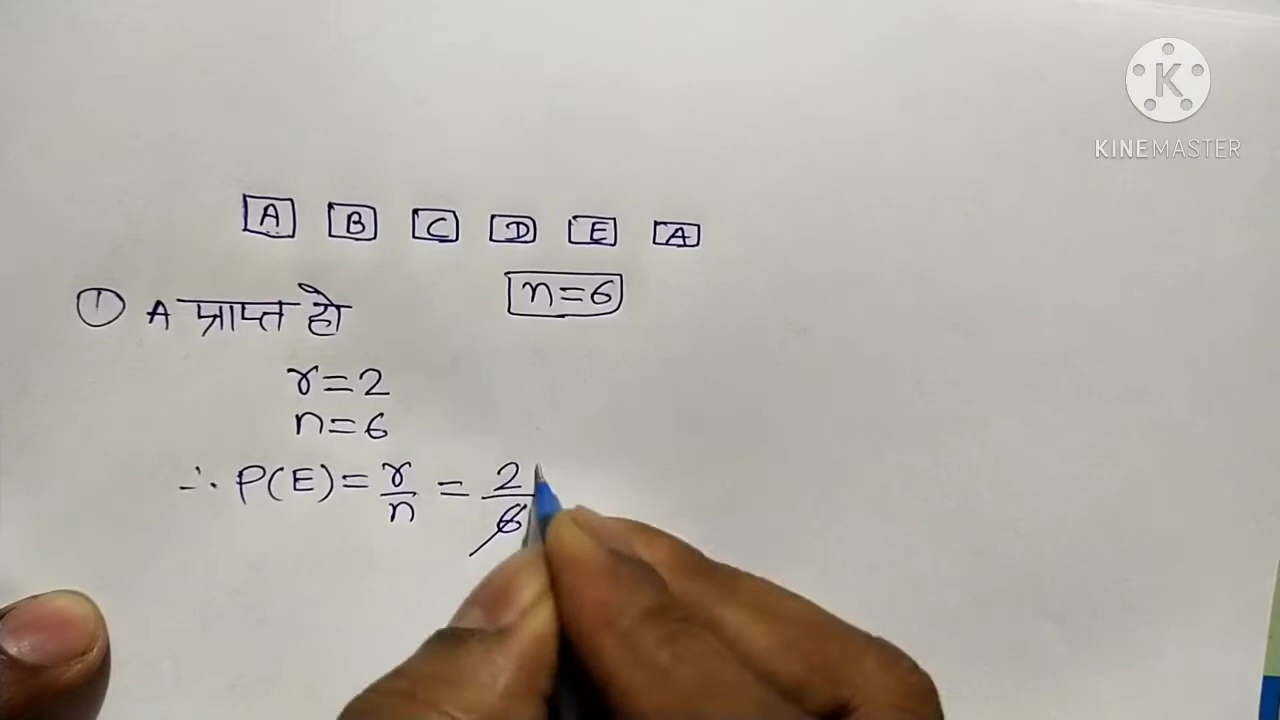 K
KINEMASTER
A B C D E A
n=6
① A प्राप्त हो
r=2
n=6
∴ P(E) = r/n = 2/6